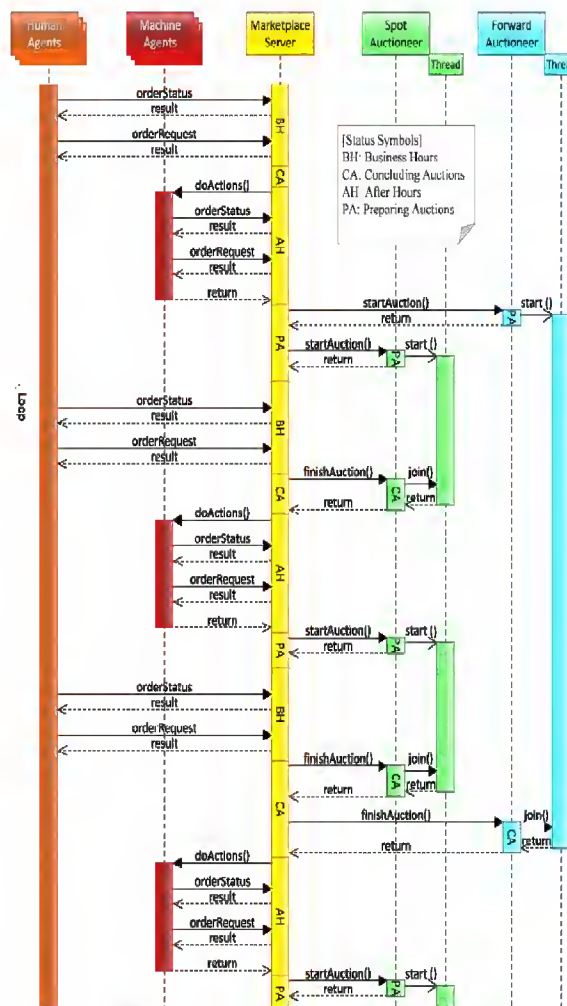 Human Agents
Machine Agents
Marketplace Server
Spot Auctioneer
Thread
Forward Auctioneer
Thre
orderStatus
result
orderRequest
result
BH
[Status Symbols]
BH: Business Hours
CA: Concluding Auctions
AH: After Hours
PA: Preparing Auctions
CA
doActions()
orderStatus
result
orderRequest
result
AH
return
startAuction()
start ()
return
PA
PA
startAuction()
start ()
return
PA
Loop
orderStatus
result
orderRequest
result
BH
finishAuction()
join()
return
return
CA
CA
doActions()
orderStatus
result
orderRequest
result
AH
return
startAuction()
start ()
return
PA
PA
orderStatus
result
orderRequest
result
BH
finishAuction()
join()
return
return
CA
finishAuction()
join()
return
return
CA
CA
doActions()
orderStatus
result
orderRequest
result
AH
return
startAuction()
start ()
return
PA
PA